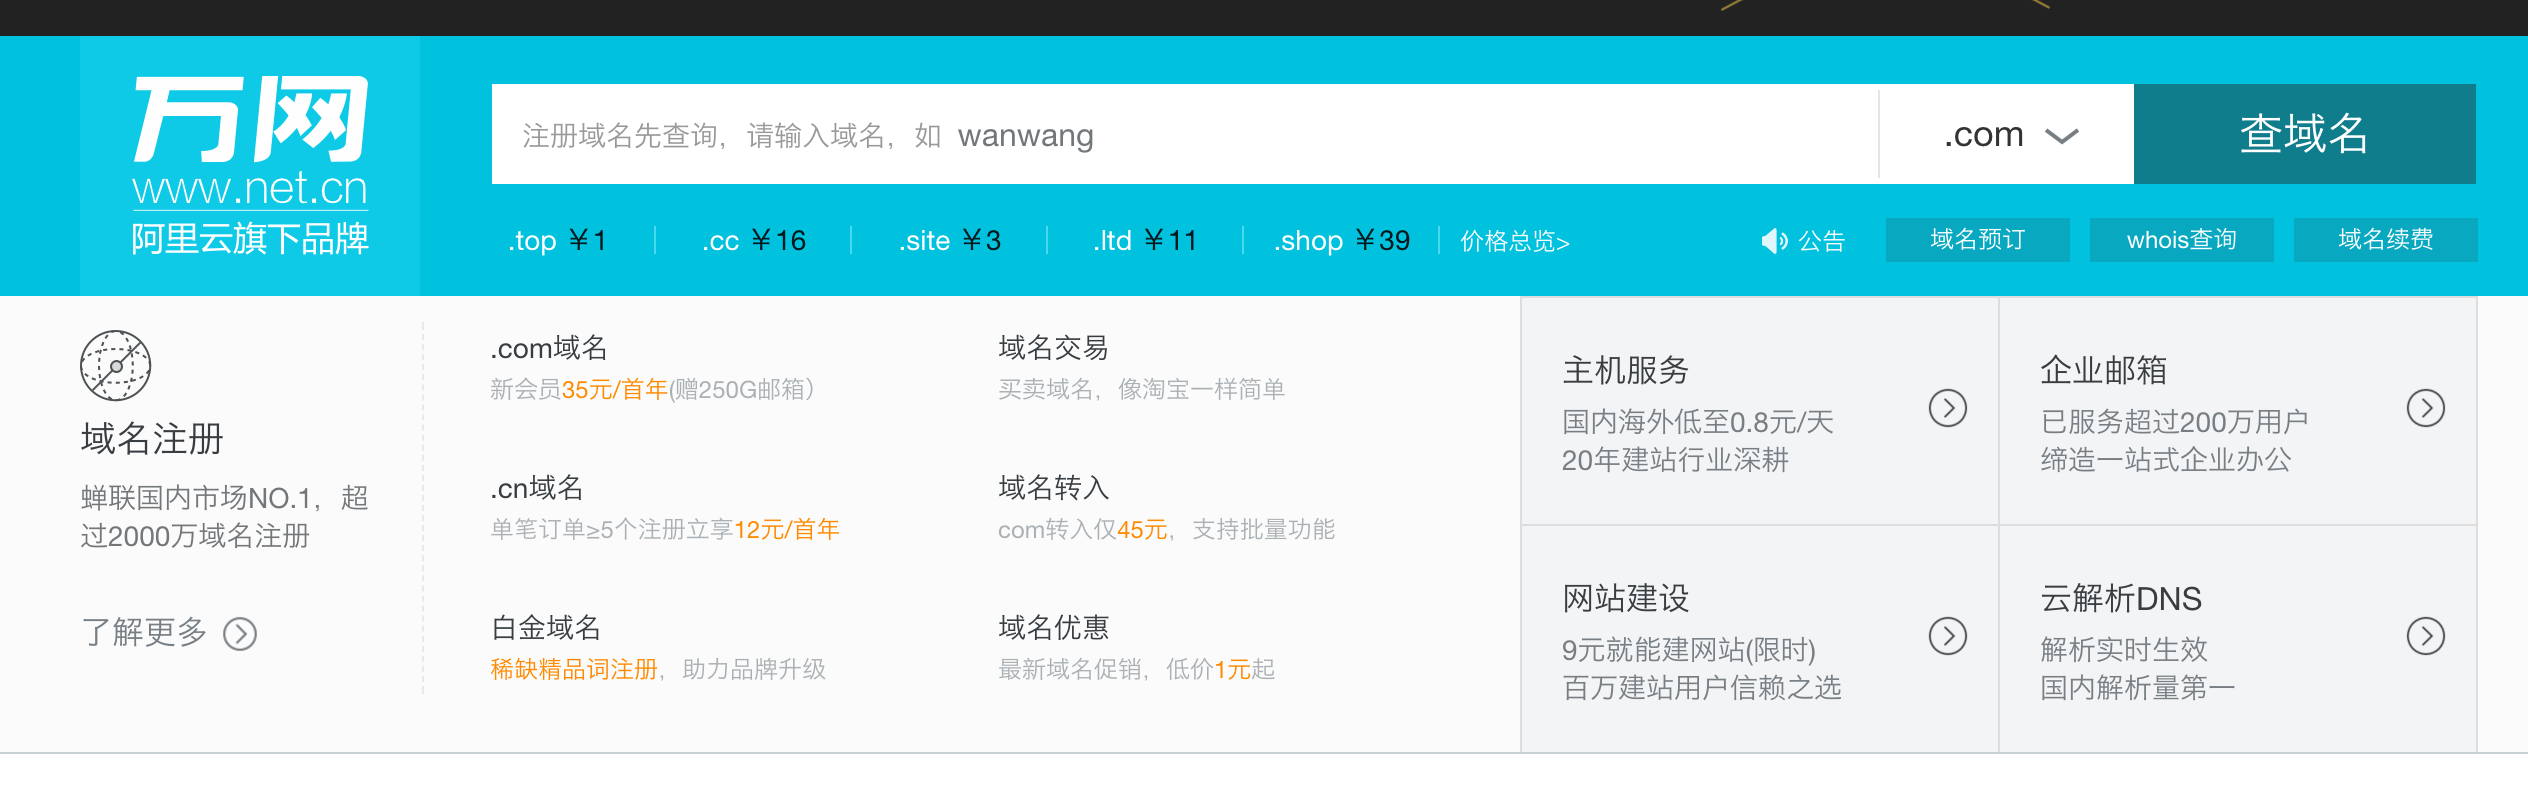 万网
www.net.cn
阿里云旗下品牌
注册域名先查询，请输入域名，如 wanwang
.com
查域名
.top ¥1
.cc ¥16
.site ¥3
.ltd ¥11
.shop ¥39
价格总览>
公告
域名预订
whois查询
域名续费
域名注册
蝉联国内市场NO.1，超
过2000万域名注册
了解更多
.com域名
新会员35元/首年(赠250G邮箱）
域名交易
买卖域名，像淘宝一样简单
.cn域名
单笔订单≥5个注册立享12元/首年
域名转入
com转入仅45元，支持批量功能
白金域名
稀缺精品词注册，助力品牌升级
域名优惠
最新域名促销，低价1元起
主机服务
国内海外低至0.8元/天
20年建站行业深耕
企业邮箱
已服务超过200万用户
缔造一站式企业办公
网站建设
9元就能建网站(限时)
百万建站用户信赖之选
云解析DNS
解析实时生效
国内解析量第一